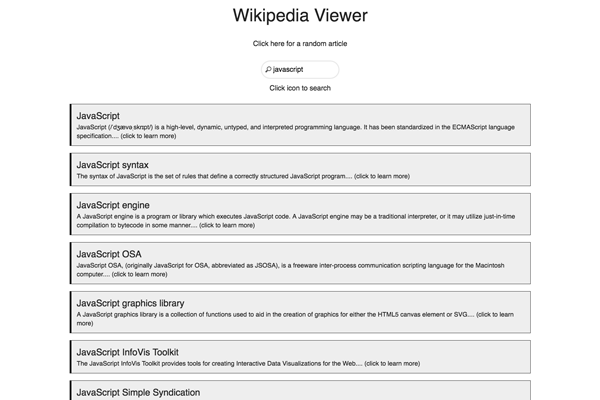 Wikipedia Viewer
Click here for a random article
javascript
Click icon to search
JavaScript
JavaScript (/ˈdʒævəˌskrɪpt/) is a high-level, dynamic, untyped, and interpreted programming language. It has been standardized in the ECMAScript language
specification.... (click to learn more)
JavaScript syntax
The syntax of JavaScript is the set of rules that define a correctly structured JavaScript program.... (click to learn more)
JavaScript engine
A JavaScript engine is a program or library which executes JavaScript code. A JavaScript engine may be a traditional interpreter, or it may utilize just-in-time
compilation to bytecode in some manner.... (click to learn more)
JavaScript OSA
JavaScript OSA, (originally JavaScript for OSA, abbreviated as JSOSA), is a freeware inter-process communication scripting language for the Macintosh
computer.... (click to learn more)
JavaScript graphics library
A JavaScript graphics library is a collection of functions used to aid in the creation of graphics for either the HTML5 canvas element or SVG.... (click to learn
more)
JavaScript InfoVis Toolkit
The JavaScript InfoVis Toolkit provides tools for creating Interactive Data Visualizations for the Web.... (click to learn more)
JavaScript Simple Syndication